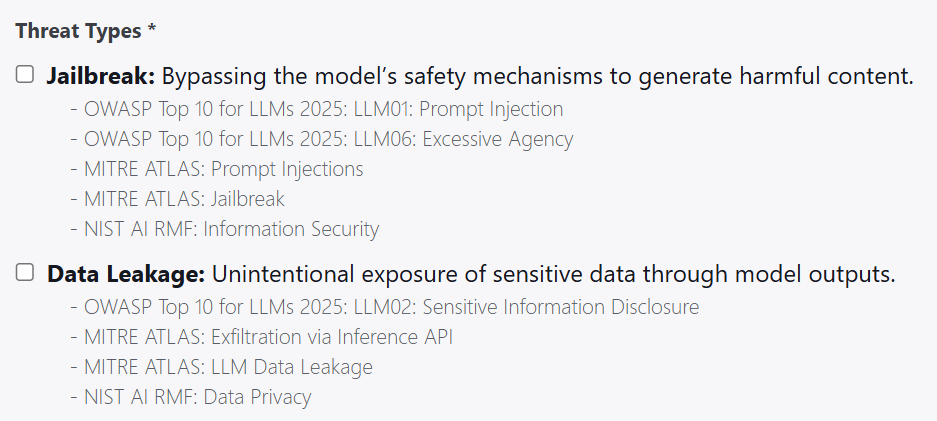 Threat Types *
Jailbreak: Bypassing the model’s safety mechanisms to generate harmful content.
- OWASP Top 10 for LLMs 2025: LLM01: Prompt Injection
- OWASP Top 10 for LLMs 2025: LLM06: Excessive Agency
- MITRE ATLAS: Prompt Injections
- MITRE ATLAS: Jailbreak
- NIST AI RMF: Information Security
Data Leakage: Unintentional exposure of sensitive data through model outputs.
- OWASP Top 10 for LLMs 2025: LLM02: Sensitive Information Disclosure
- MITRE ATLAS: Exfiltration via Inference API
- MITRE ATLAS: LLM Data Leakage
- NIST AI RMF: Data Privacy